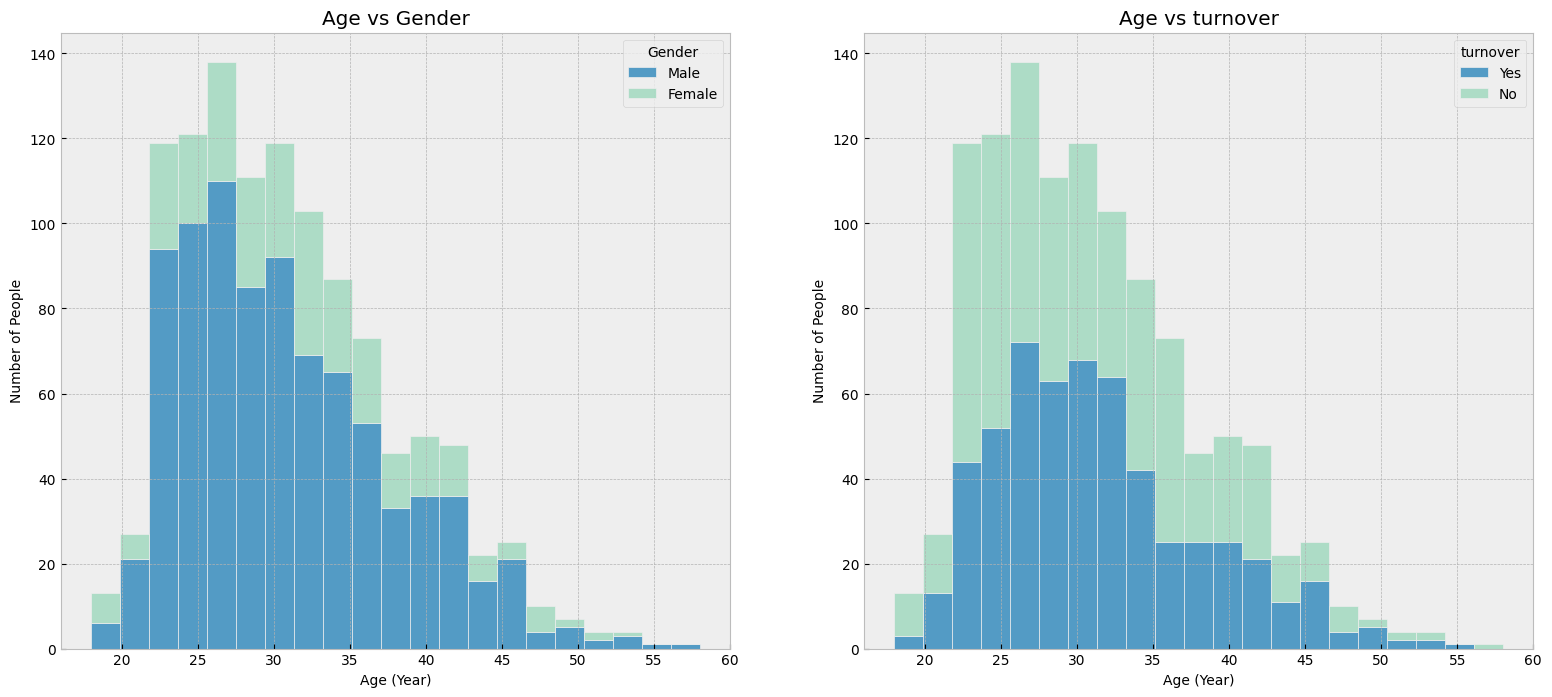 Age vs Gender
140
120
100
80
60
40
20
0
Number of People
Gender
Male
Female
20 25 30 35 40 45 50 55 60
Age (Year)
Age vs turnover
140
120
100
80
60
40
20
0
Number of People
turnover
Yes
No
20 25 30 35 40 45 50 55 60
Age (Year)